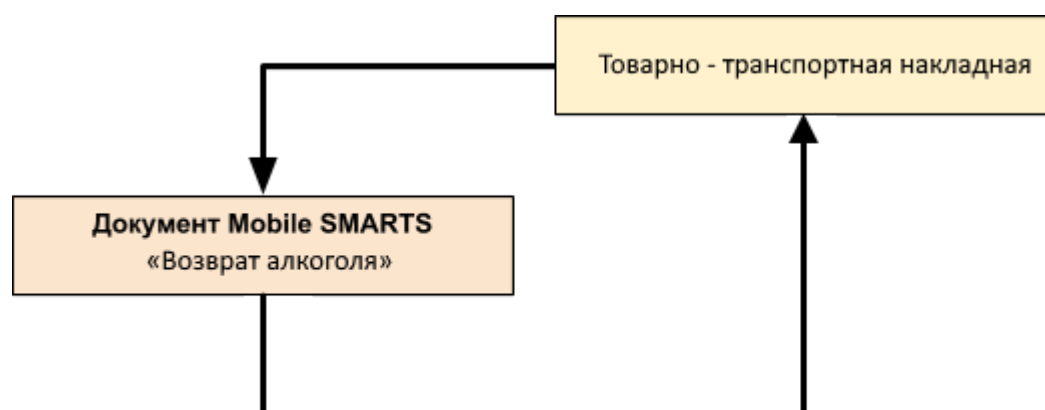 Товарно - транспортная накладная
Документ Mobile SMARTS
«Возврат алкоголя»